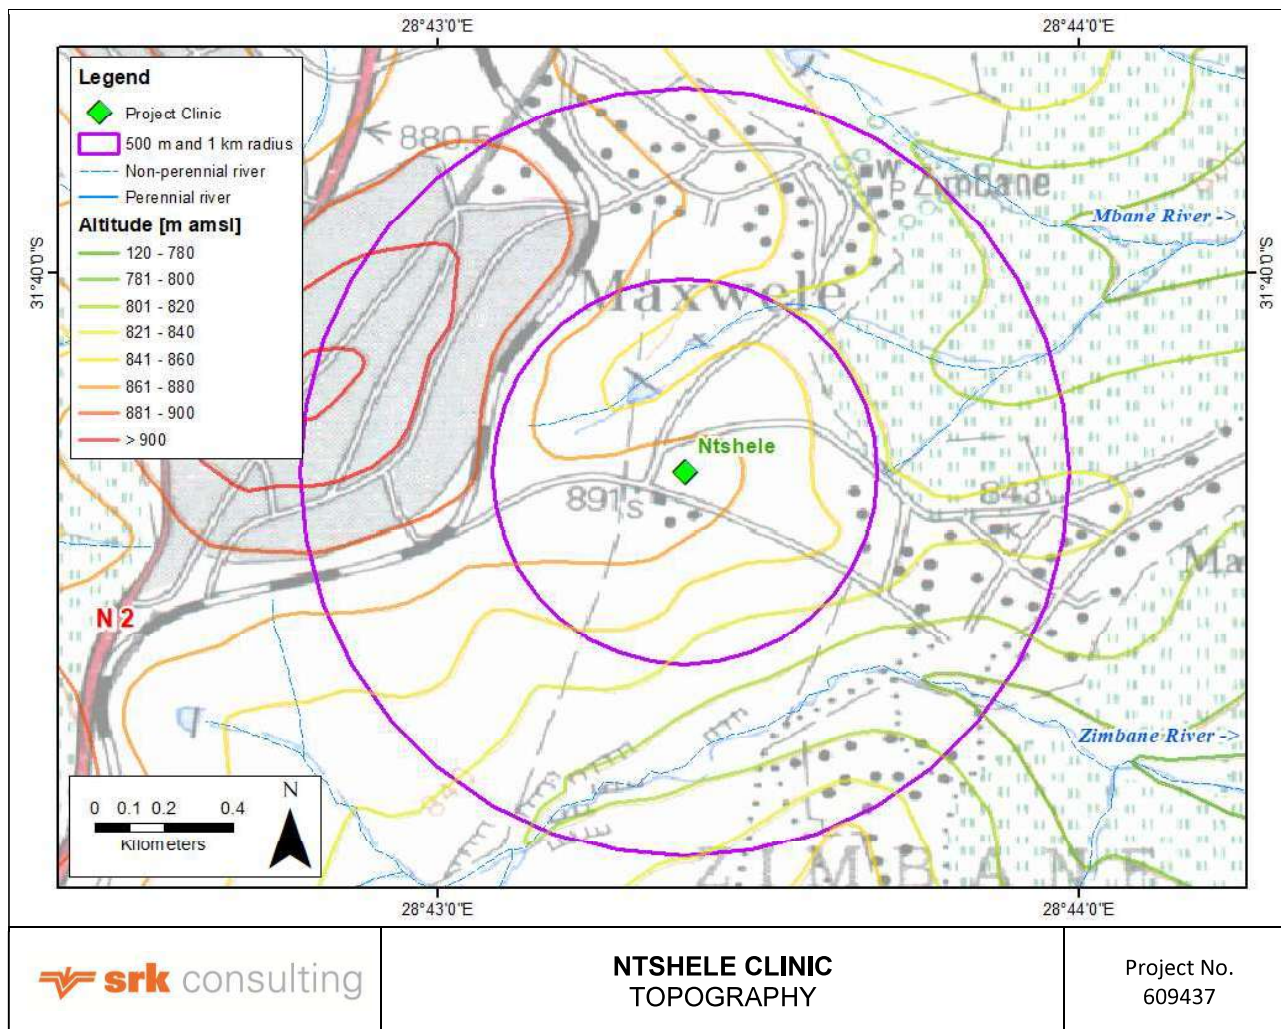 28°43'0"E
28°44'0"E
Legend
Project Clinic
500 m and 1 km radius
Non-perennial river
Perennial river
Altitude [m amsl]
120 - 780
781 - 800
801 - 820
821 - 840
841 - 860
861 - 880
881 - 900
> 900
880.5
W
P
Zimbane
Mbane River ->
31°40'0"S
31°40'0"S
Maxwele
Ntshele
891
S
843
K
Ma
N 2
Zimbane River ->
0 0.1 0.2 0.4
Kilometers
N
ZIMBANE
28°43'0"E
28°44'0"E
srk consulting
NTSHELE CLINIC
TOPOGRAPHY
Project No.
609437